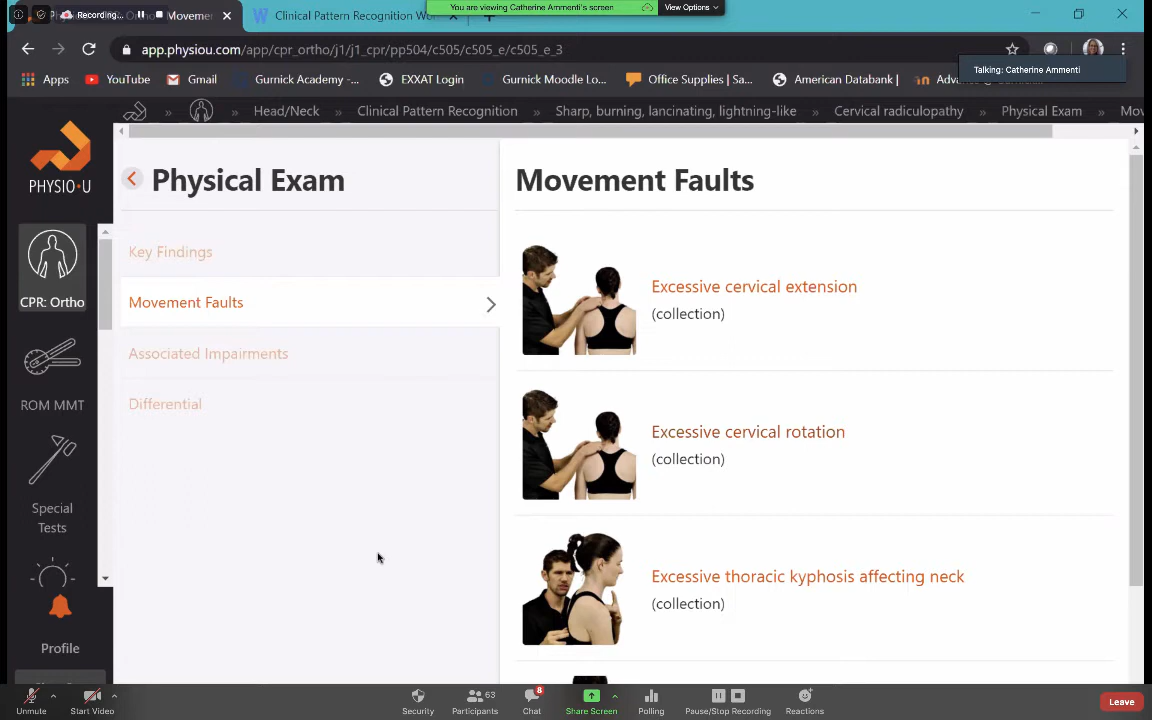 Recording...
Movemen
Clinical Pattern Recognition Wo
You are viewing Catherine Ammenti's screen
View Options
app.physiou.com/app/cpr_ortho/j1/j1_cpr/pp504/c505/c505_e/c505_e_3
Talking: Catherine Ammenti
Apps
YouTube
Gmail
Gurnick Academy -...
EXXAT Login
Gurnick Moodle Lo...
Office Supplies | Sa...
American Databank |
» Head/Neck » Clinical Pattern Recognition » Sharp, burning, lancinating, lightning-like » Cervical radiculopathy » Physical Exam » Mov
PHYSIO·U
Physical Exam
Movement Faults
Key Findings
Movement Faults
Associated Impairments
Differential
CPR: Ortho
ROM MMT
Special
Tests
Profile
Excessive cervical extension
(collection)
Excessive cervical rotation
(collection)
Excessive thoracic kyphosis affecting neck
(collection)
Unmute
Start Video
Security
63
Participants
8
Chat
Share Screen
Polling
Pause/Stop Recording
Reactions
Leave